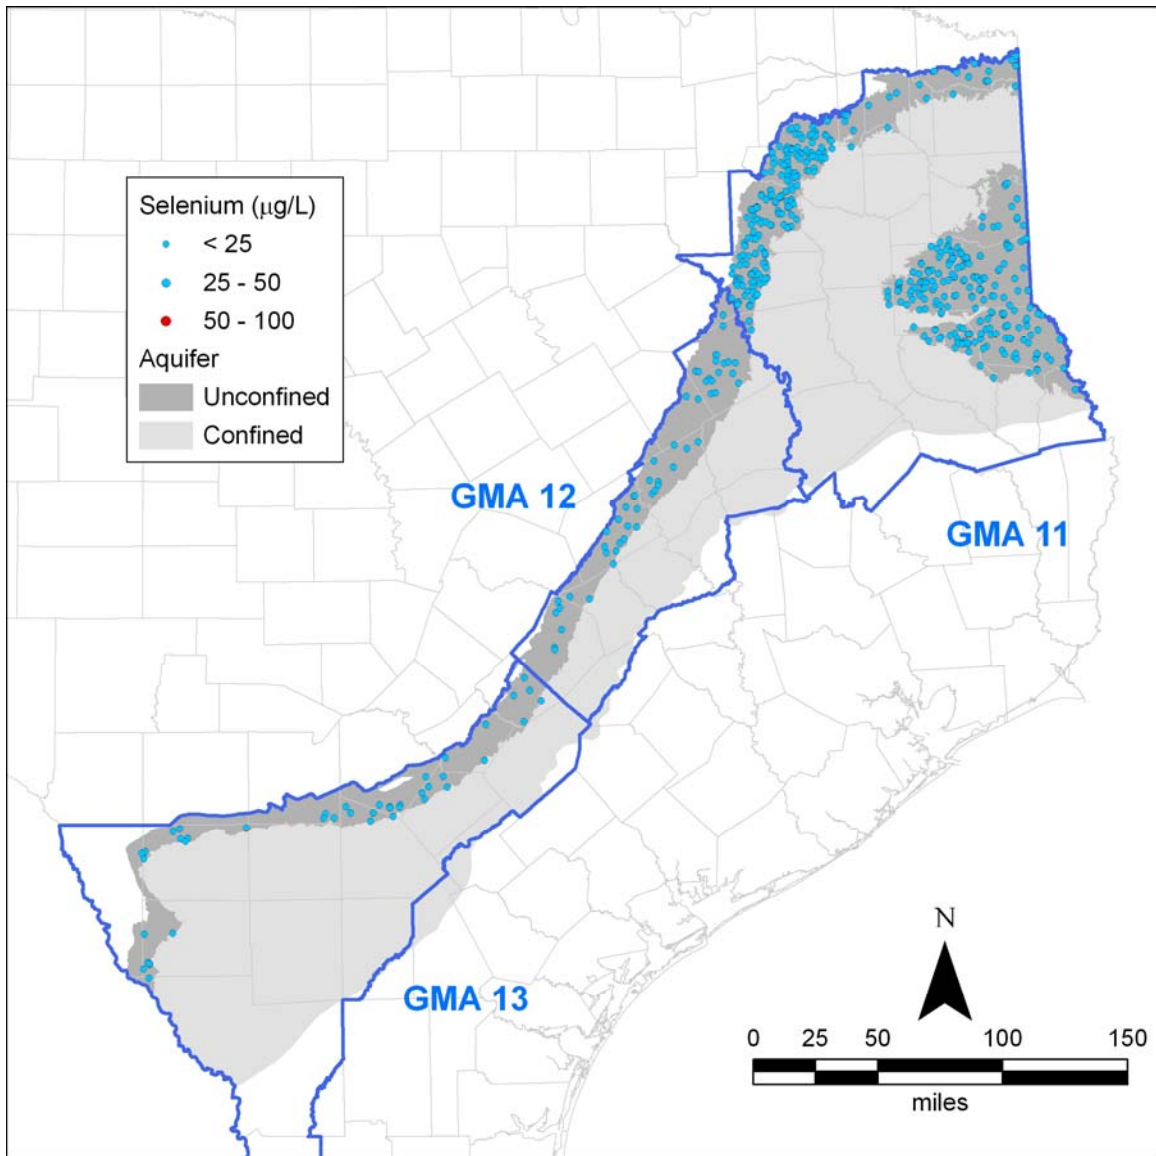 Selenium (µg/L)
< 25
25 - 50
50 - 100
Aquifer
Unconfined
Confined
GMA 12
GMA 11
GMA 13
N
0 25 50 100 150
miles